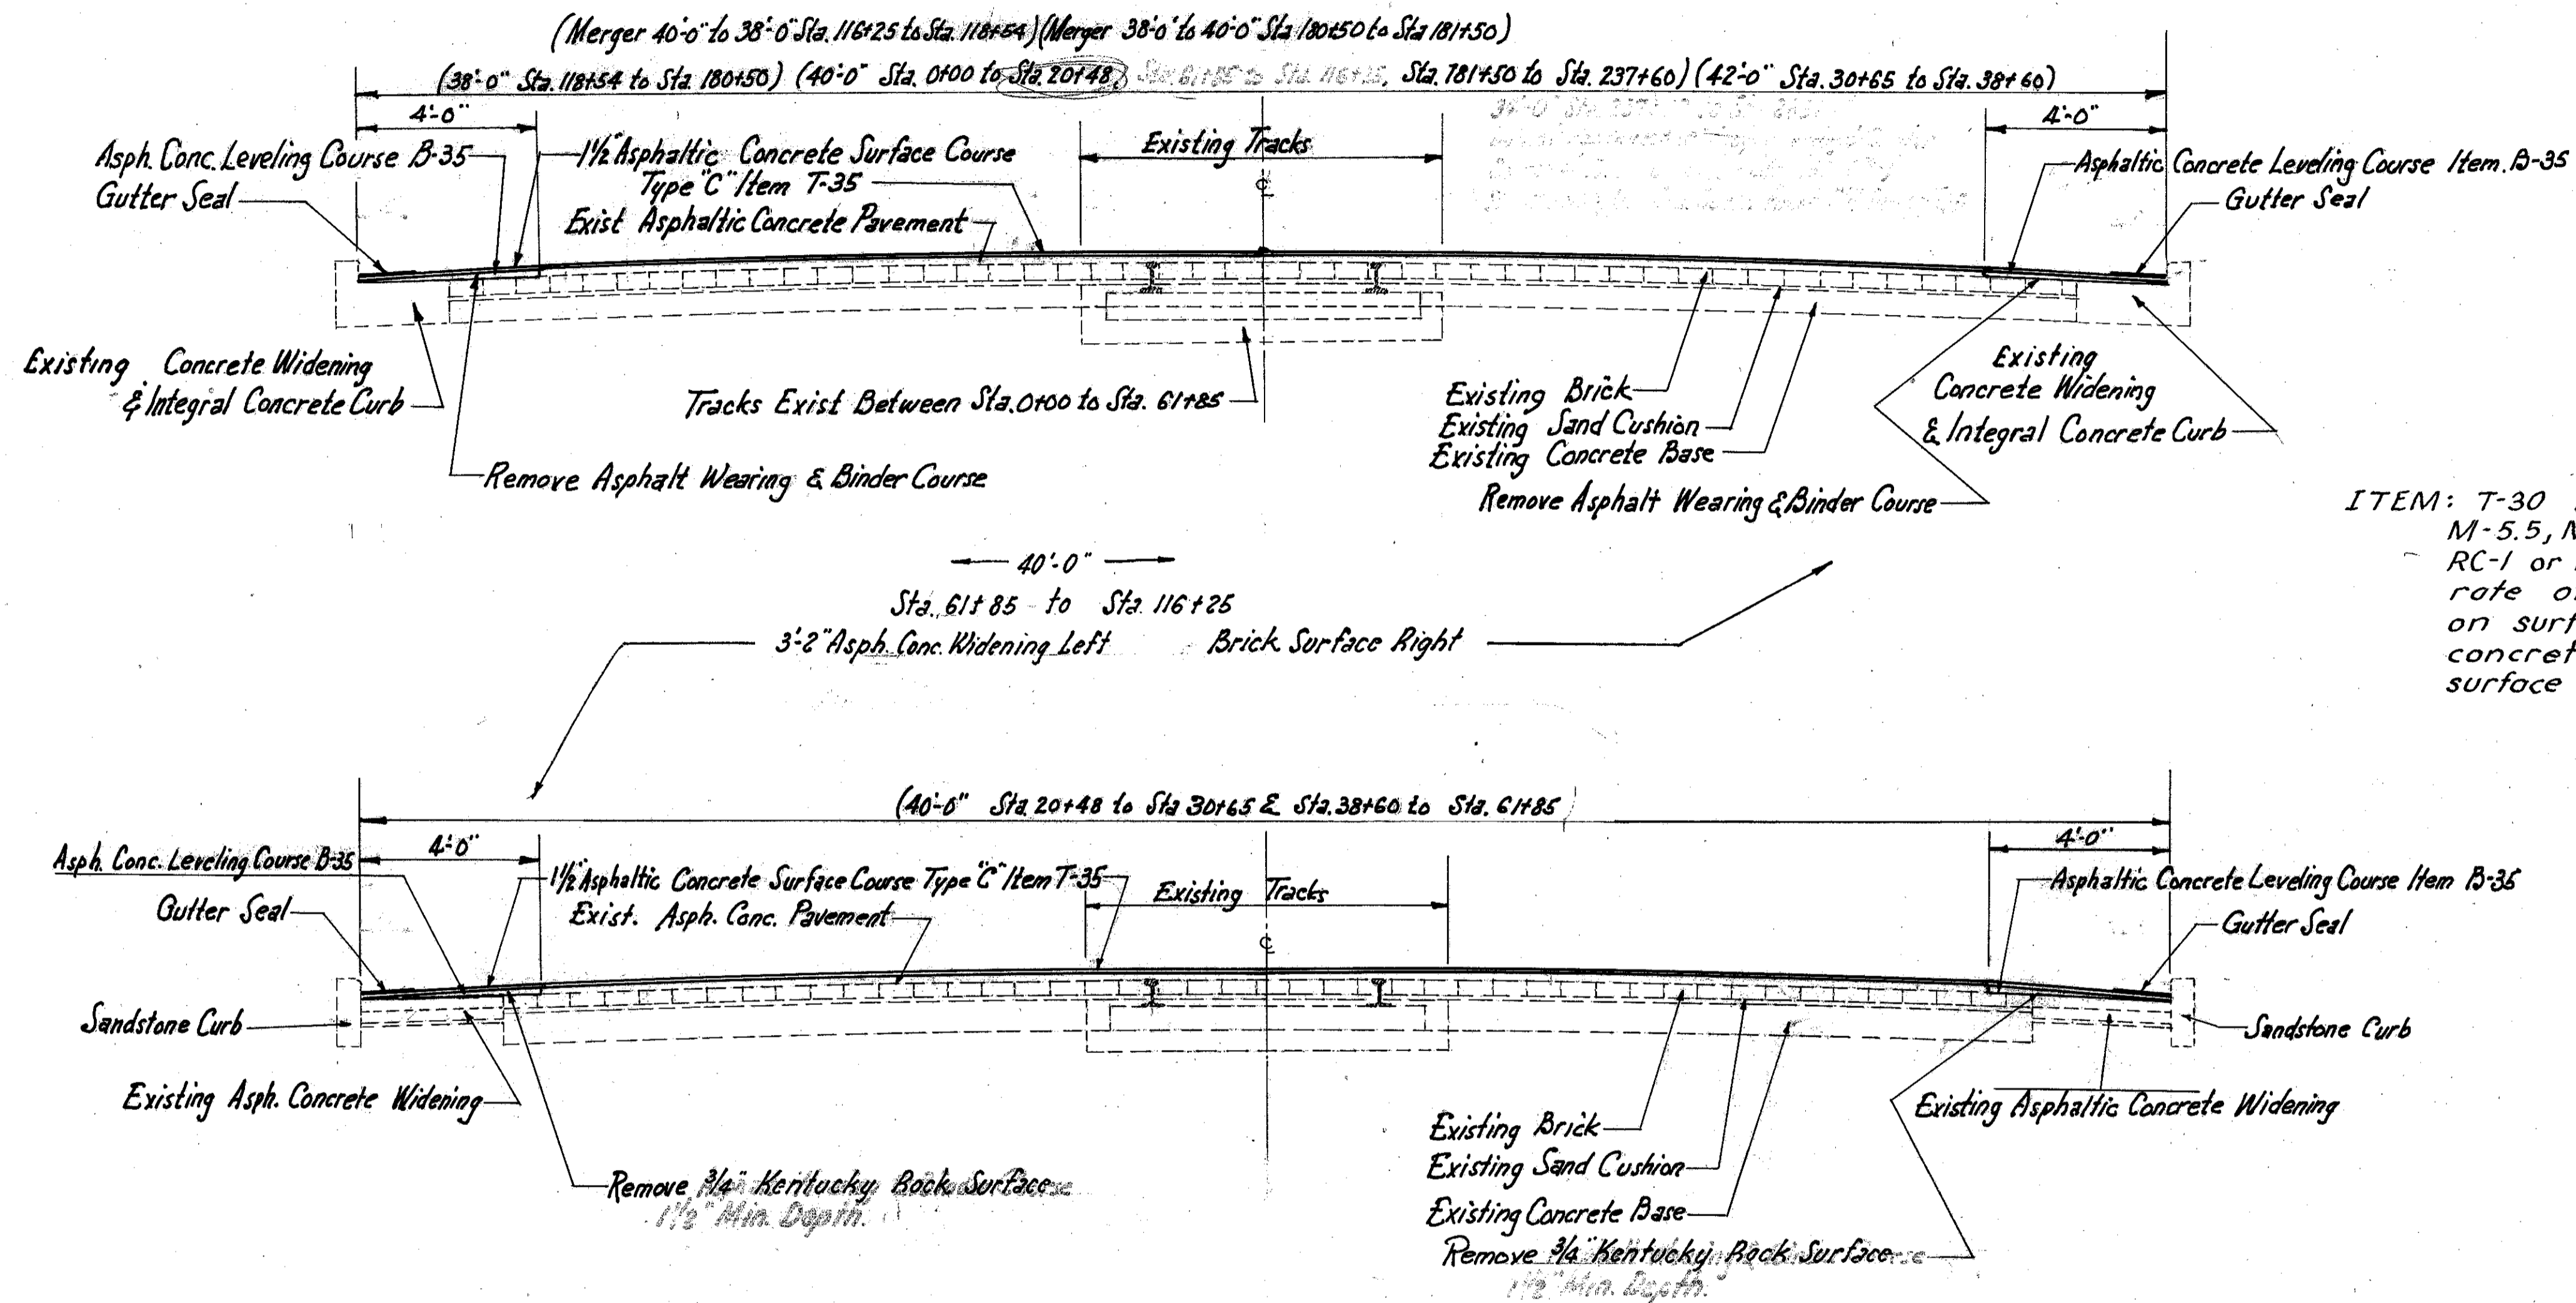 (Merger 40'-0" to 38'-0" Sta. 116+25 to Sta. 118+54) (Merger 38'-0" to 40'-0" Sta 180+50 to Sta 181+50)
(38'-0" Sta. 118+54 to Sta. 180+50) (40'-0" Sta. 0+00 to Sta. 20+48, Sta. 61+85 to Sta. 116+25, Sta. 781+50 to Sta. 237+60) (42'-0" Sta. 30+65 to Sta. 38+60)
4'-0"
4'-0"
Asph. Conc. Leveling Course B-35
Gutter Seal
1½ Asphaltic Concrete Surface Course
Type "C" Item T-35
Exist Asphaltic Concrete Pavement
Existing Tracks
℄
Asphaltic Concrete Leveling Course Item. B-35
Gutter Seal
Existing Concrete Widening
& Integral Concrete Curb
Tracks Exist Between Sta. 0+00 to Sta. 61+85
Existing Brick
Existing Sand Cushion
Existing Concrete Base
Existing
Concrete Widening
& Integral Concrete Curb
Remove Asphalt Wearing & Binder Course
Remove Asphalt Wearing & Binder Course
ITEM: T-30
M-5.5,
RC-1 or
rate
on surf
concret
surface
40'-0"
Sta. 61+85 to Sta. 116+25
3'-2" Asph. Conc. Widening Left Brick Surface Right
(40'-0" Sta. 20+48 to Sta 30+65 & Sta. 38+60 to Sta. 61+85)
4'-0"
4'-0"
Asph. Conc. Leveling Course B-35
Gutter Seal
1½ Asphaltic Concrete Surface Course Type "C" Item T-35
Exist. Asph. Conc. Pavement
Existing Tracks
℄
Asphaltic Concrete Leveling Course Item B-35
Gutter Seal
Sandstone Curb
Sandstone Curb
Existing Asph. Concrete Widening
Existing Asphaltic Concrete Widening
Existing Brick
Existing Sand Cushion
Existing Concrete Base
Remove ¾" Kentucky Rock Surface
1½" Min. Depth.
Remove ¾" Kentucky Rock Surface
1½" Min. Depth.